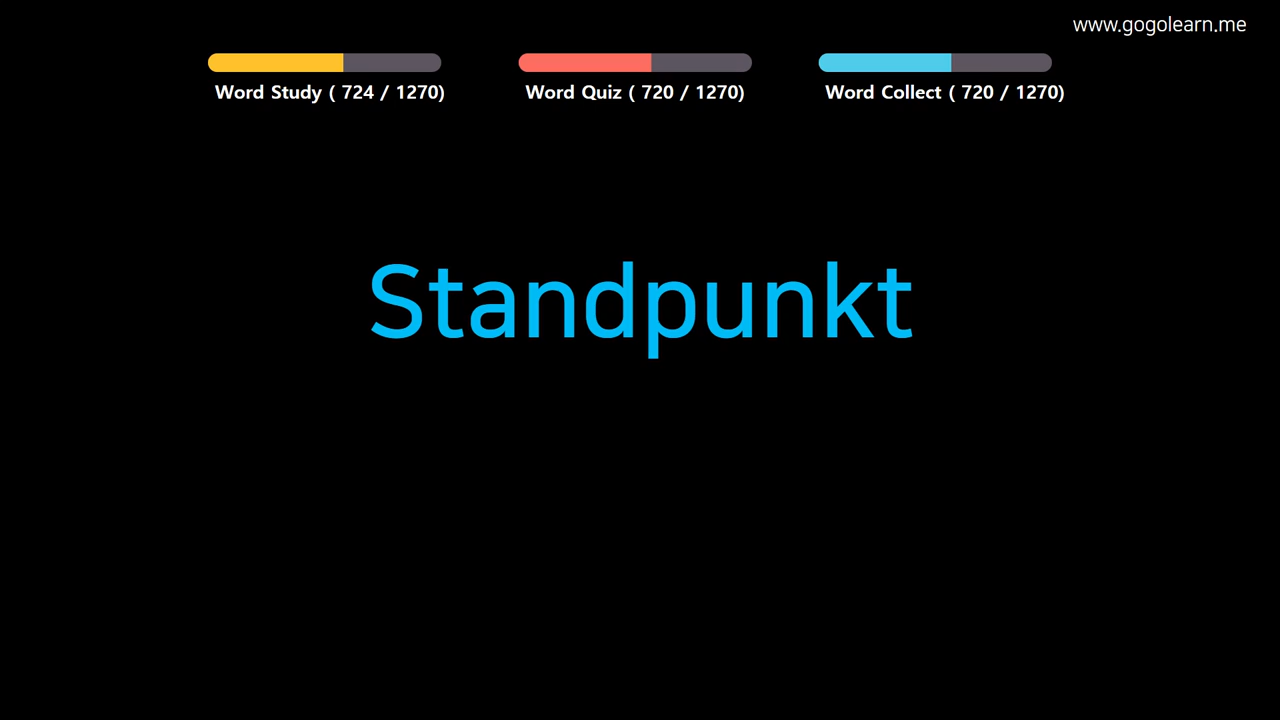 www.gogolearn.me
Word Study ( 724 / 1270)
Word Quiz ( 720 / 1270)
Word Collect ( 720 / 1270)
Standpunkt